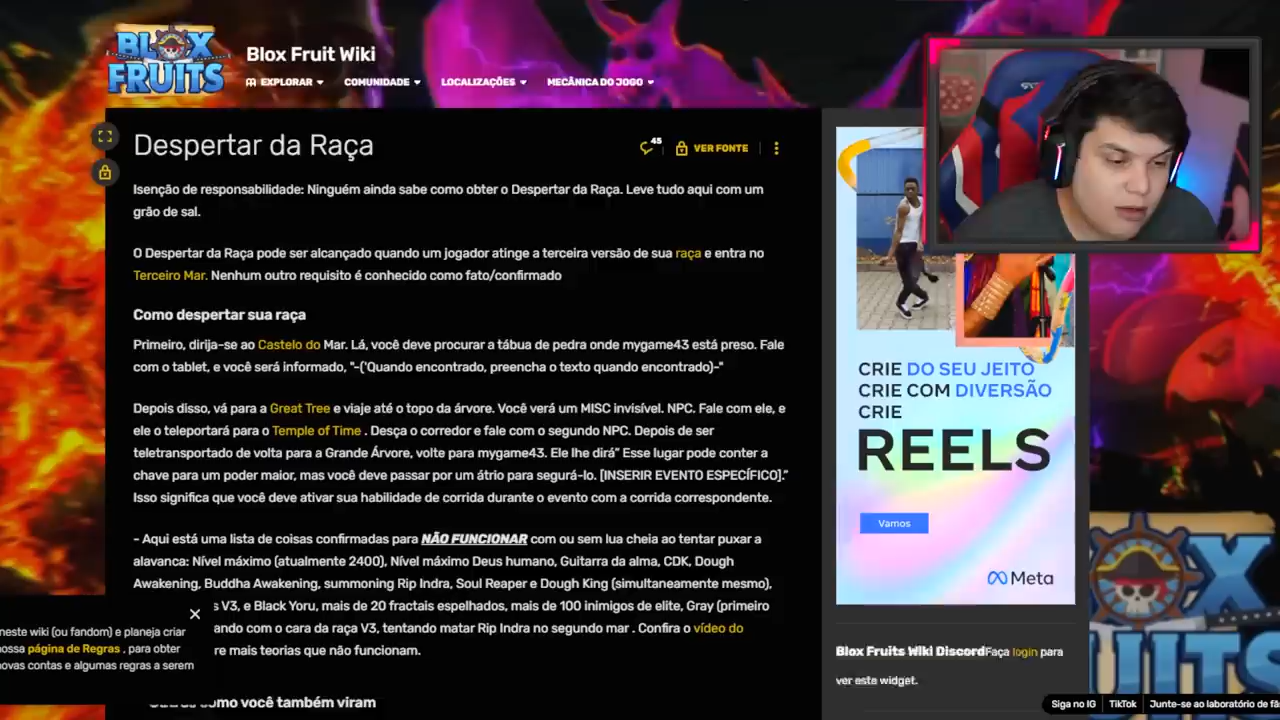 BLOX
FRUITS
Blox Fruit Wiki
EXPLORAR
COMUNIDADE
LOCALIZAÇÕES
MECÂNICA DO JOGO
Despertar da Raça
45
VER FONTE
Isenção de responsabilidade: Ninguém ainda sabe como obter o Despertar da Raça. Leve tudo aqui com um
grão de sal.
O Despertar da Raça pode ser alcançado quando um jogador atinge a terceira versão de sua raça e entra no
Terceiro Mar. Nenhum outro requisito é conhecido como fato/confirmado
Como despertar sua raça
Primeiro, dirija-se ao Castelo do Mar. Lá, você deve procurar a tábua de pedra onde mygame43 está preso. Fale
com o tablet, e você será informado, "-('Quando encontrado, preencha o texto quando encontrado)-"
Depois disso, vá para a Great Tree e viaje até o topo da árvore. Você verá um MISC invisível. NPC. Fale com ele, e
ele o teleportará para o Temple of Time . Desça o corredor e fale com o segundo NPC. Depois de ser
teletransportado de volta para a Grande Árvore, volte para mygame43. Ele lhe dirá" Esse lugar pode conter a
chave para um poder maior, mas você deve passar por um átrio para segurá-lo. [INSERIR EVENTO ESPECÍFICO]."
Isso significa que você deve ativar sua habilidade de corrida durante o evento com a corrida correspondente.
- Aqui está uma lista de coisas confirmadas para NÃO FUNCIONAR com ou sem lua cheia ao tentar puxar a
alavanca: Nível máximo (atualmente 2400), Nível máximo Deus humano, Guitarra da alma, CDK, Dough
Awakening, Buddha Awakening, summoning Rip Indra, Soul Reaper e Dough King (simultaneamente mesmo),
s V3, e Black Yoru, mais de 20 fractais espelhados, mais de 100 inimigos de elite, Gray (primeiro
ando com o cara da raça V3, tentando matar Rip Indra no segundo mar . Confira o vídeo do
re mais teorias que não funcionam.
omo você também viram
neste wiki (ou fandom) e planeja criar
nossa página de Regras , para obter
novas contas e algumas regras a serem
CRIE DO SEU JEITO
CRIE COM DIVERSÃO
CRIE
REELS
Vamos
Meta
Blox Fruits Wiki DiscordFaça login para
ver este widget.
Siga no IG
TikTok
Junte-se ao laboratório de fã